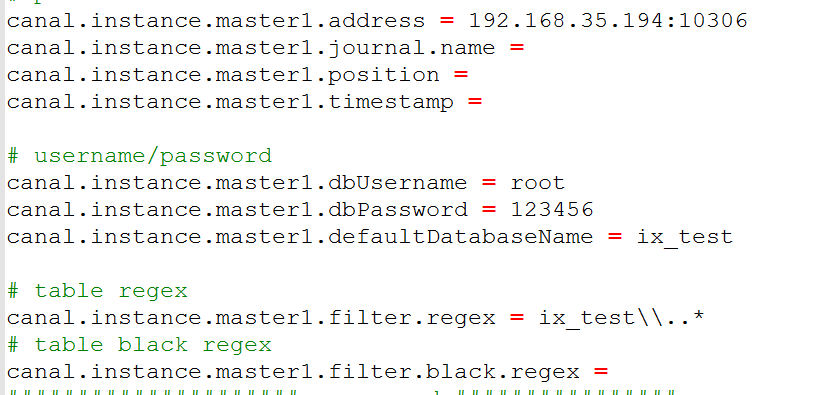 canal.instance.master1.address = 192.168.35.194:10306
canal.instance.master1.journal.name =
canal.instance.master1.position =
canal.instance.master1.timestamp =
# username/password
canal.instance.master1.dbUsername = root
canal.instance.master1.dbPassword = 123456
canal.instance.master1.defaultDatabaseName = ix_test
# table regex
canal.instance.master1.filter.regex = ix_test\\..*
# table black regex
canal.instance.master1.filter.black.regex =